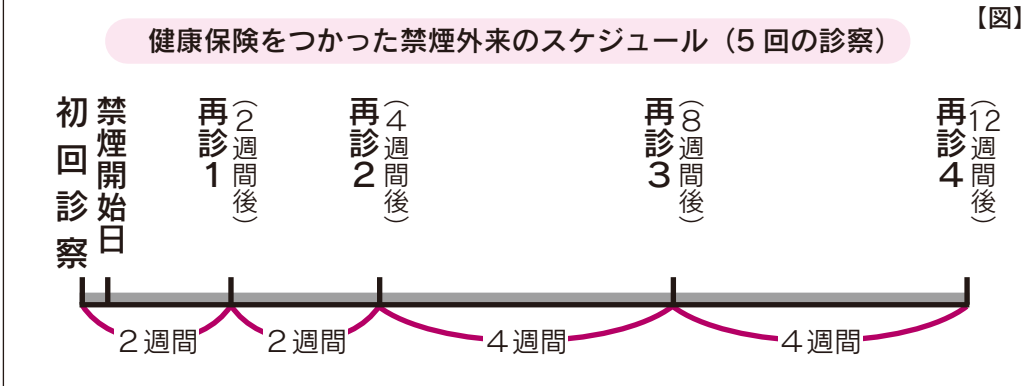 【図】
健康保険をつかった禁煙外来のスケジュール（5回の診察）
初回診察
禁煙開始日
再診1
（2週間後）
再診2
（4週間後）
再診3
（8週間後）
再診4
（12週間後）
2週間
2週間
4週間
4週間